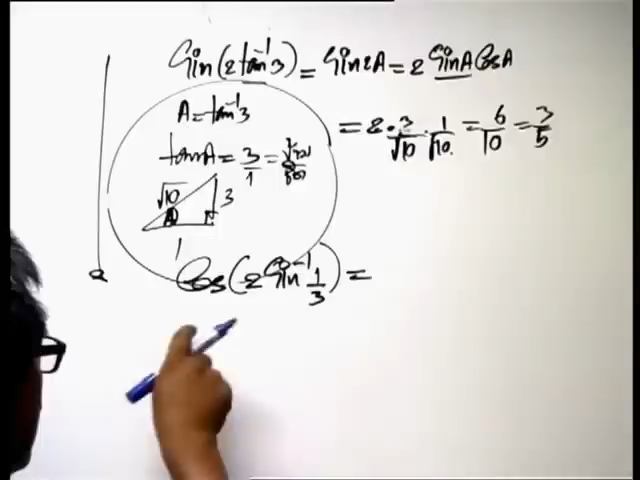 Sin(2tan⁻¹3) = Sin2A = 2 SinA CosA
A = tan⁻¹3
= 2 · 3/√10 · 1/√10 = 6/10 = 3/5
tanA = 3/1 =
√10
3
A
1
Cos(2Sin⁻¹ 1/3) =